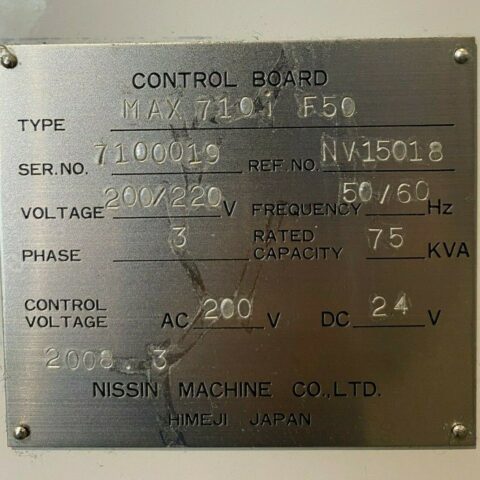 CONTROL BOARD
TYPE MAX 710i F50
SER.NO. 7100019 REF.NO. NV15018
VOLTAGE 200/220 V FREQUENCY 50/60 Hz
PHASE 3 RATED CAPACITY 75 KVA
CONTROL VOLTAGE AC 200 V DC 24 V
2008.3
NISSIN MACHINE CO.,LTD.
HIMEJI JAPAN